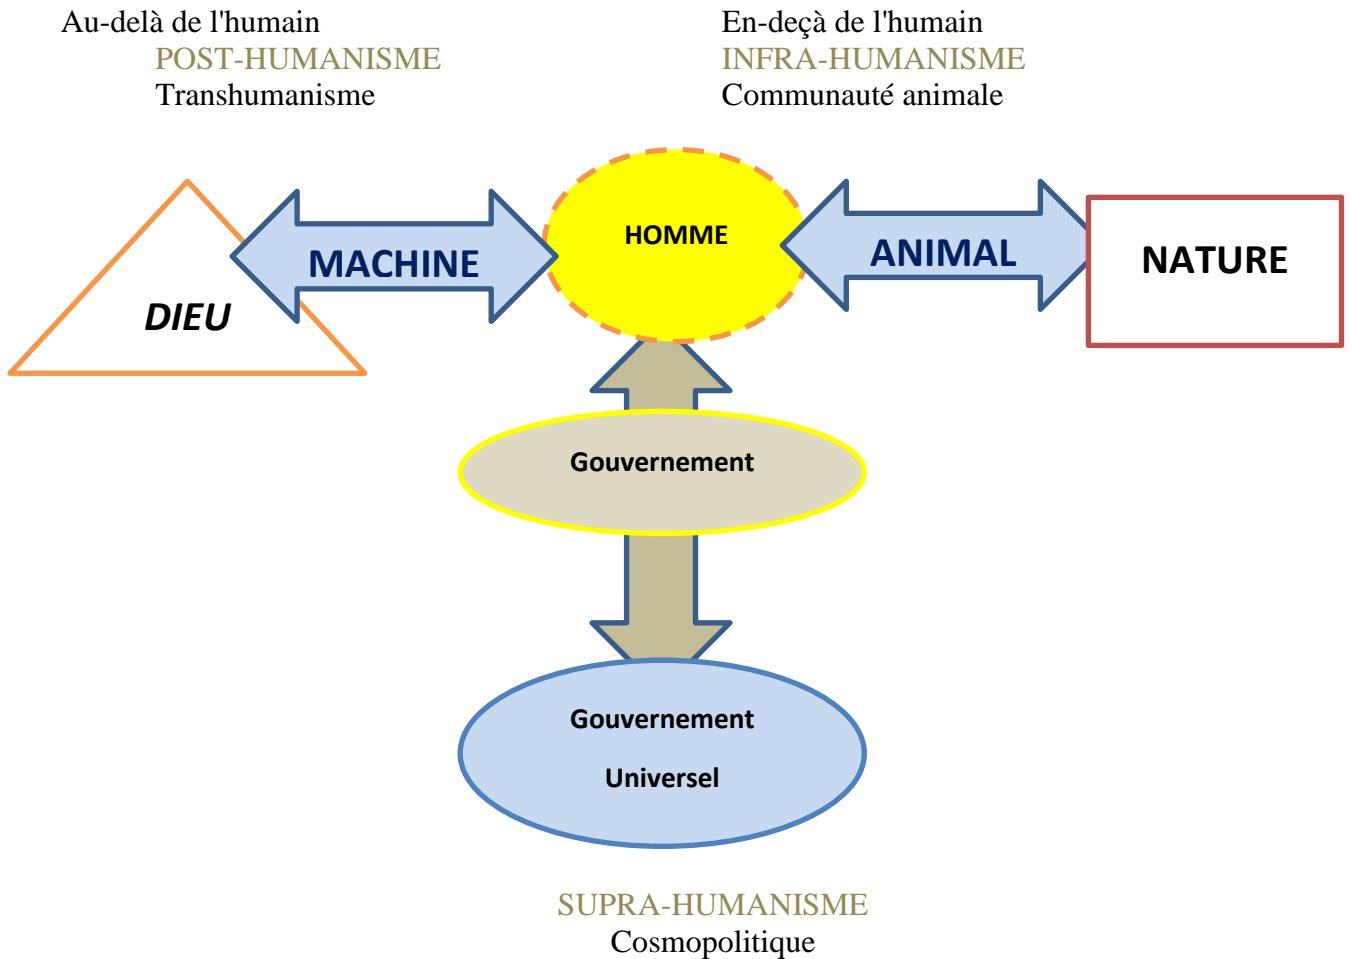 Au-delà de l'humain
POST-HUMANISME
Transhumanisme
En-deçà de l'humain
INFRA-HUMANISME
Communauté animale
DIEU
MACHINE
HOMME
ANIMAL
NATURE
Gouvernement
Gouvernement
Universel
SUPRA-HUMANISME
Cosmopolitique